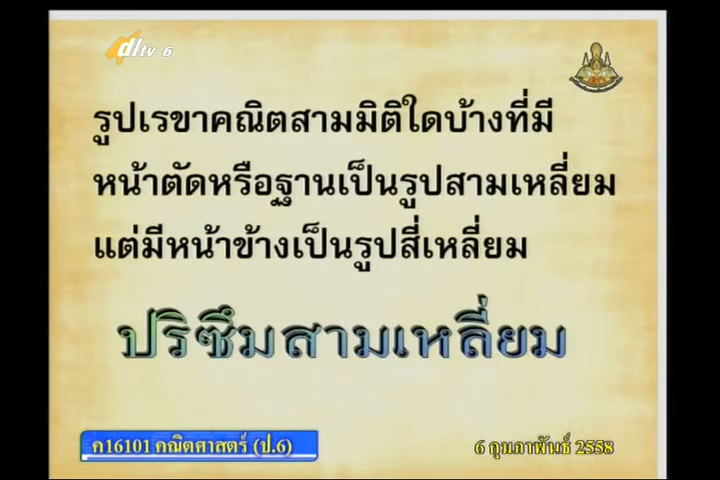 dltv 6
รูปเรขาคณิตสามมิติใดบ้างที่มี
หน้าตัดหรือฐานเป็นรูปสามเหลี่ยม
แต่มีหน้าข้างเป็นรูปสี่เหลี่ยม
ปริซึมสามเหลี่ยม
ค16101 คณิตศาสตร์ (ป.6)
6 กุมภาพันธ์ 2558